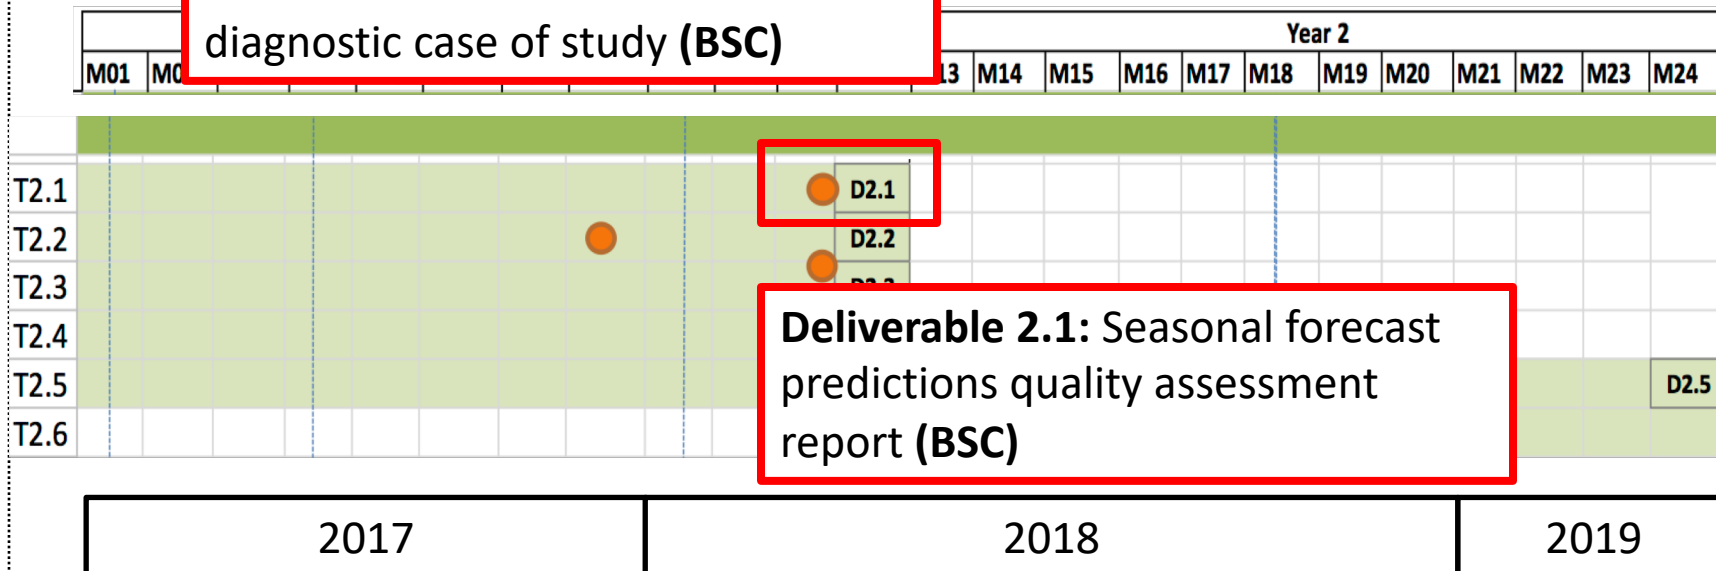 diagnostic case of study (BSC)
Year 2
M01 M14 M15 M16 M17 M18 M19 M20 M21 M22 M23 M24
T2.1 D2.1
T2.2 D2.2
T2.3
T2.4
T2.5 D2.5
T2.6
Deliverable 2.1: Seasonal forecast
predictions quality assessment
report (BSC)
2017 2018 2019